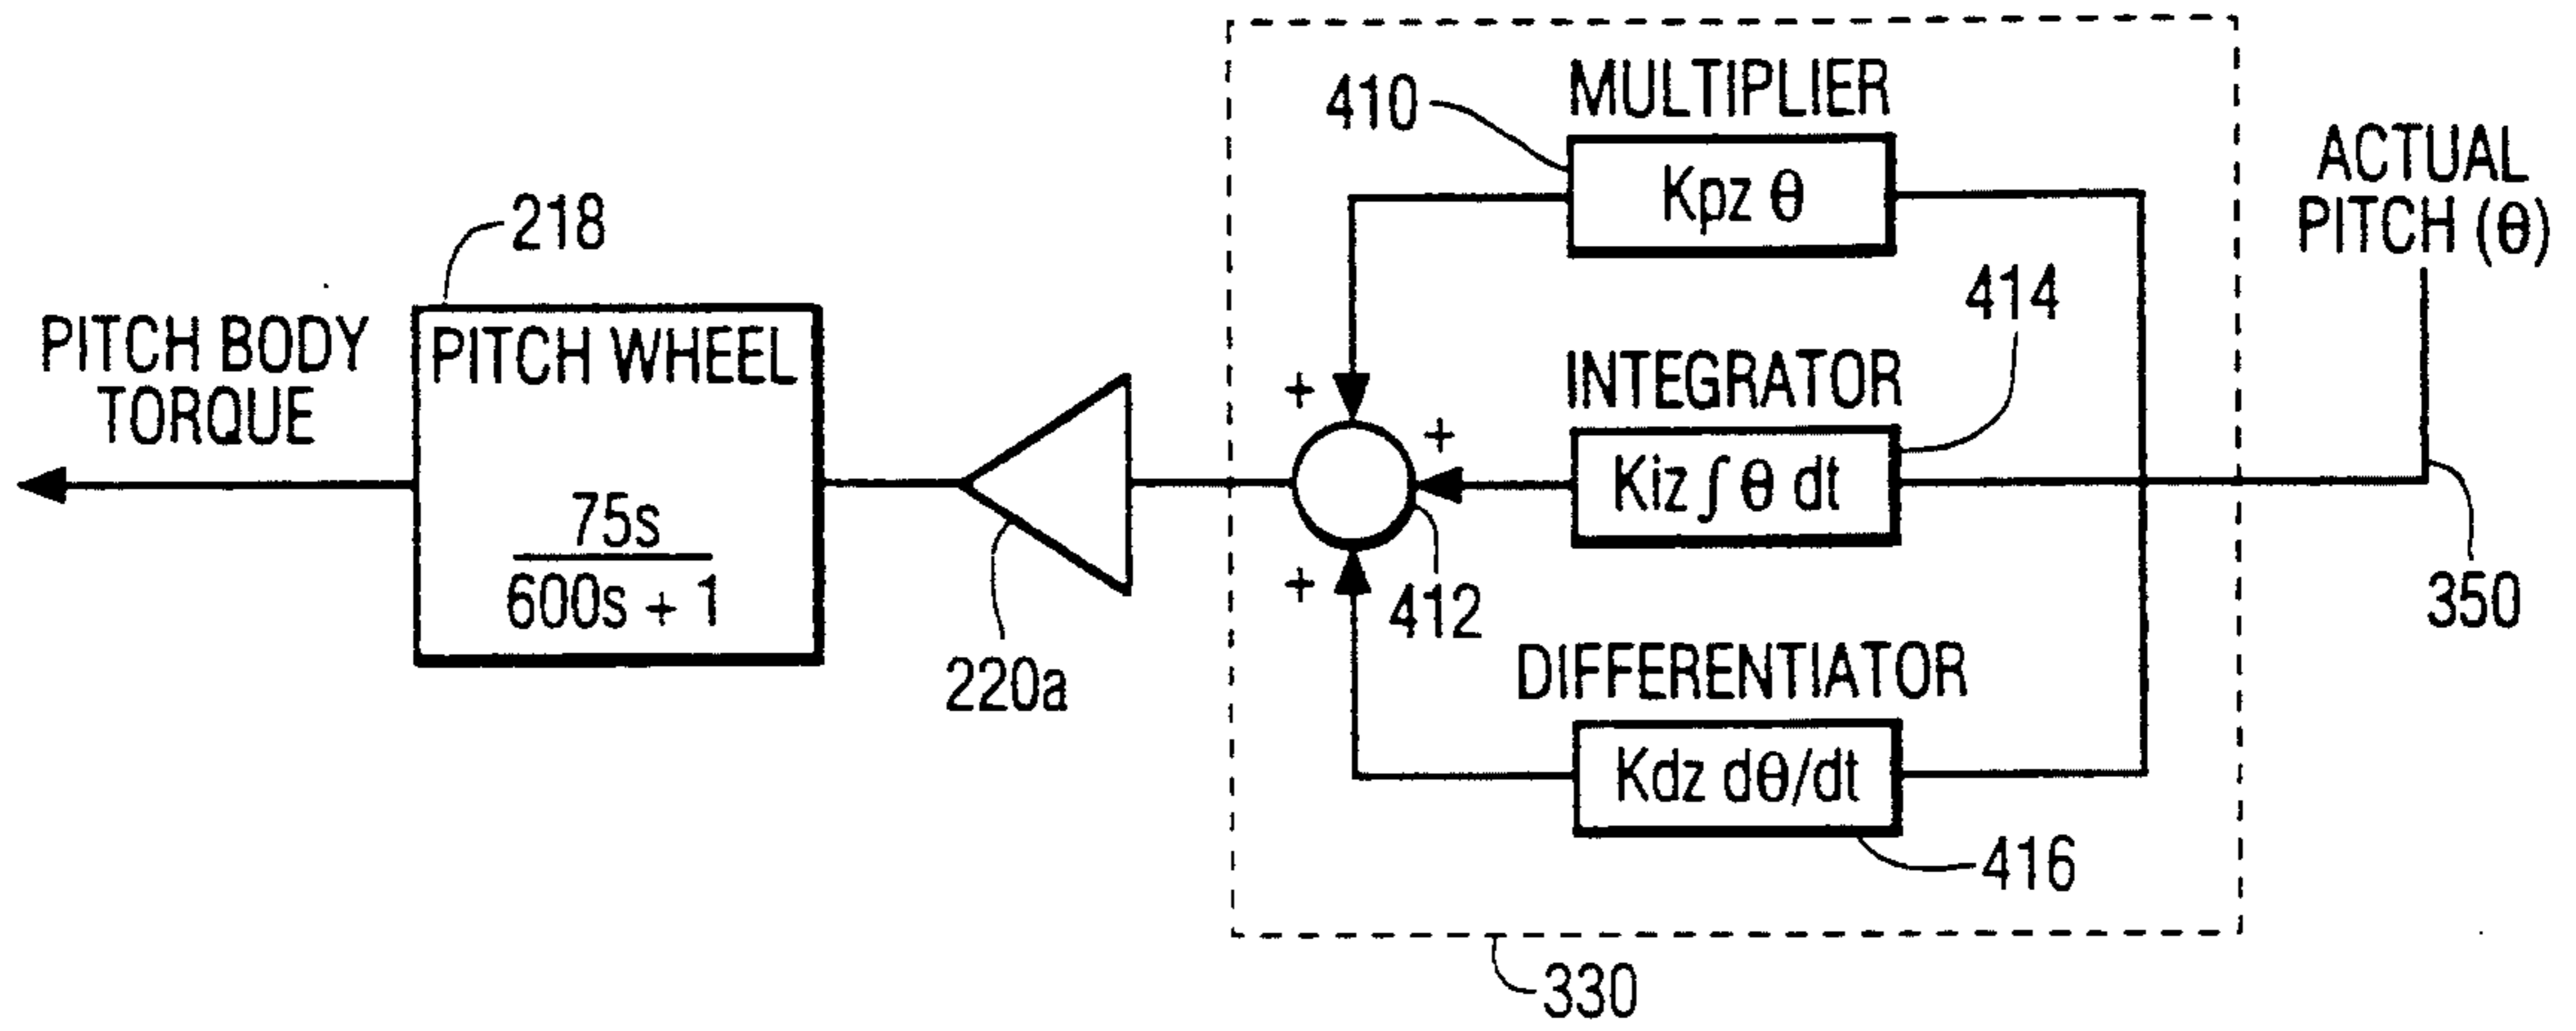 PITCH BODY
TORQUE
218
PITCH WHEEL
75s
600s + 1
220a
410
MULTIPLIER
Kpz θ
+
+
+
412
INTEGRATOR
414
Kiz ∫ θ dt
DIFFERENTIATOR
Kdz dθ/dt
416
330
ACTUAL
PITCH (θ)
350